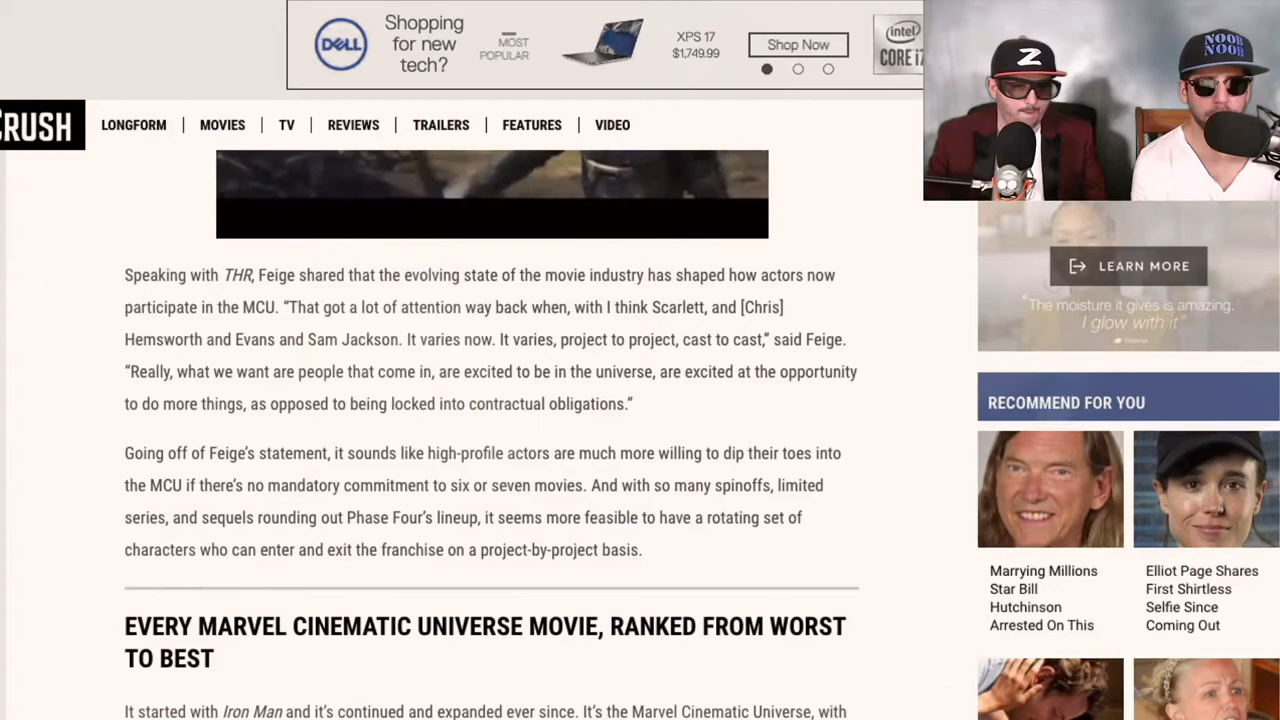 DELL
Shopping
for new
tech?
MOST
POPULAR
XPS 17
$1,749.99
Shop Now
intel
CORE i7
Z
NOOB
NOOB
CRUSH
LONGFORM
MOVIES
TV
REVIEWS
TRAILERS
FEATURES
VIDEO
Speaking with THR, Feige shared that the evolving state of the movie industry has shaped how actors now
participate in the MCU. “That got a lot of attention way back when, with I think Scarlett, and [Chris]
Hemsworth and Evans and Sam Jackson. It varies now. It varies, project to project, cast to cast,” said Feige.
“Really, what we want are people that come in, are excited to be in the universe, are excited at the opportunity
to do more things, as opposed to being locked into contractual obligations.”
Going off of Feige’s statement, it sounds like high-profile actors are much more willing to dip their toes into
the MCU if there’s no mandatory commitment to six or seven movies. And with so many spinoffs, limited
series, and sequels rounding out Phase Four’s lineup, it seems more feasible to have a rotating set of
characters who can enter and exit the franchise on a project-by-project basis.
EVERY MARVEL CINEMATIC UNIVERSE MOVIE, RANKED FROM WORST
TO BEST
It started with Iron Man and it’s continued and expanded ever since. It’s the Marvel Cinematic Universe, with
LEARN MORE
“The moisture it gives is amazing.
I glow with it”
RECOMMEND FOR YOU
Marrying Millions
Star Bill
Hutchinson
Arrested On This
Elliot Page Shares
First Shirtless
Selfie Since
Coming Out